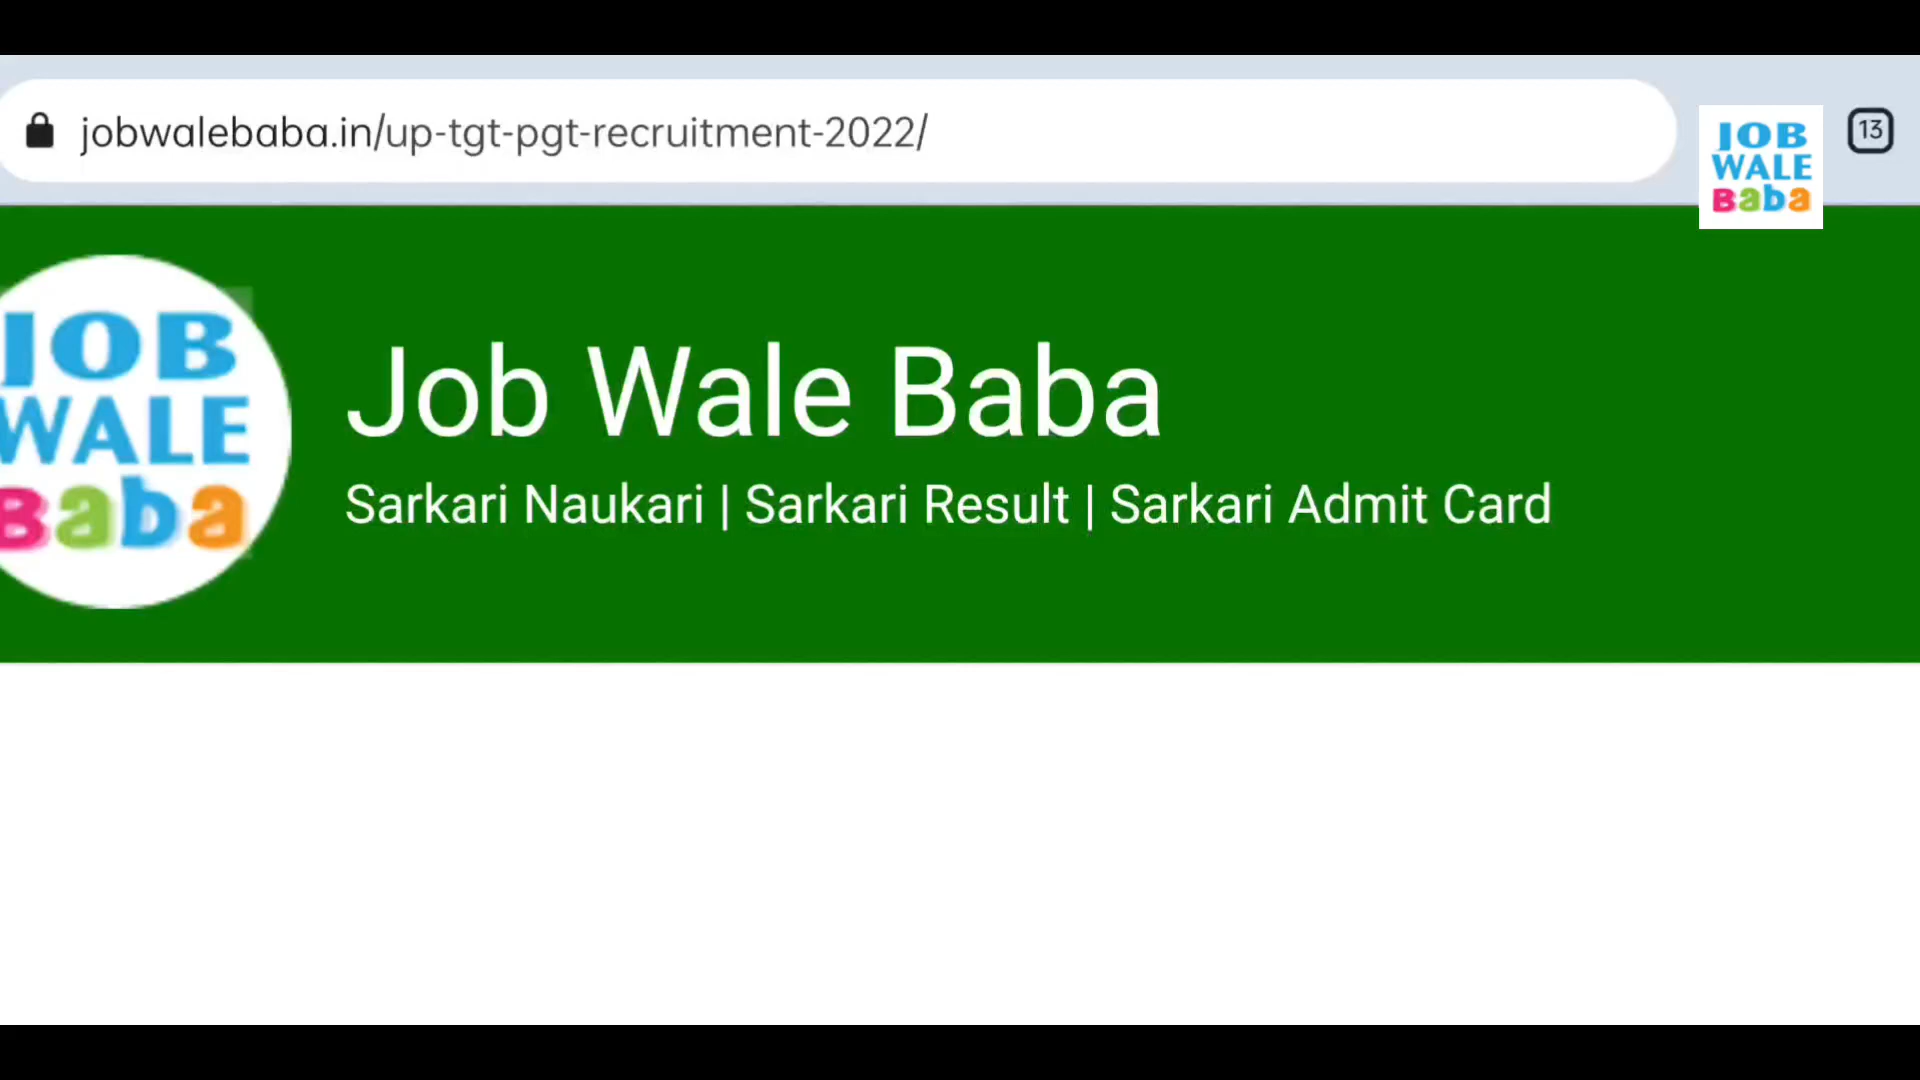 jobwalebaba.in/up-tgt-pgt-recruitment-2022/
JOB
WALE
Baba
13
JOB
WALE
Baba
Job Wale Baba
Sarkari Naukari | Sarkari Result | Sarkari Admit Card